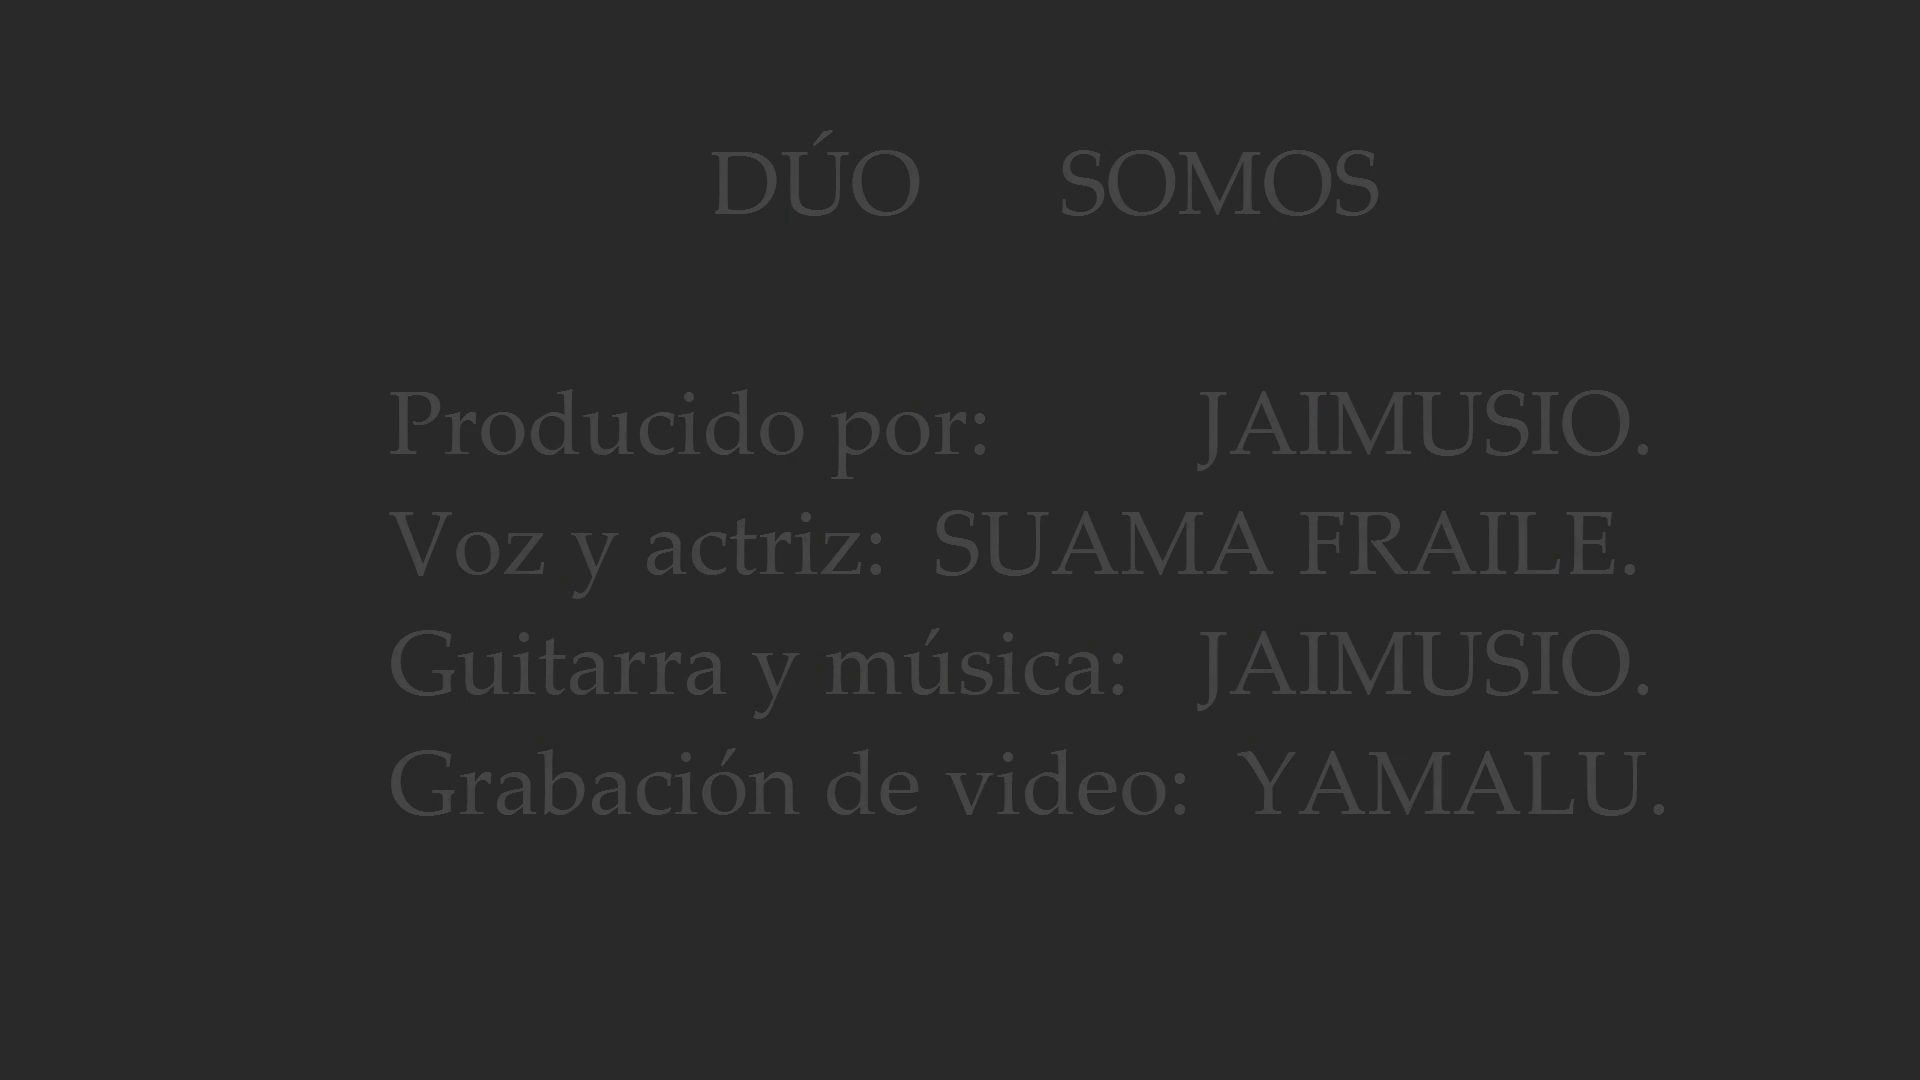 DÚO SOMOS
Producido por: JAIMUSIO.
Voz y actriz: SUAMA FRAILE.
Guitarra y música: JAIMUSIO.
Grabación de video: YAMALU.